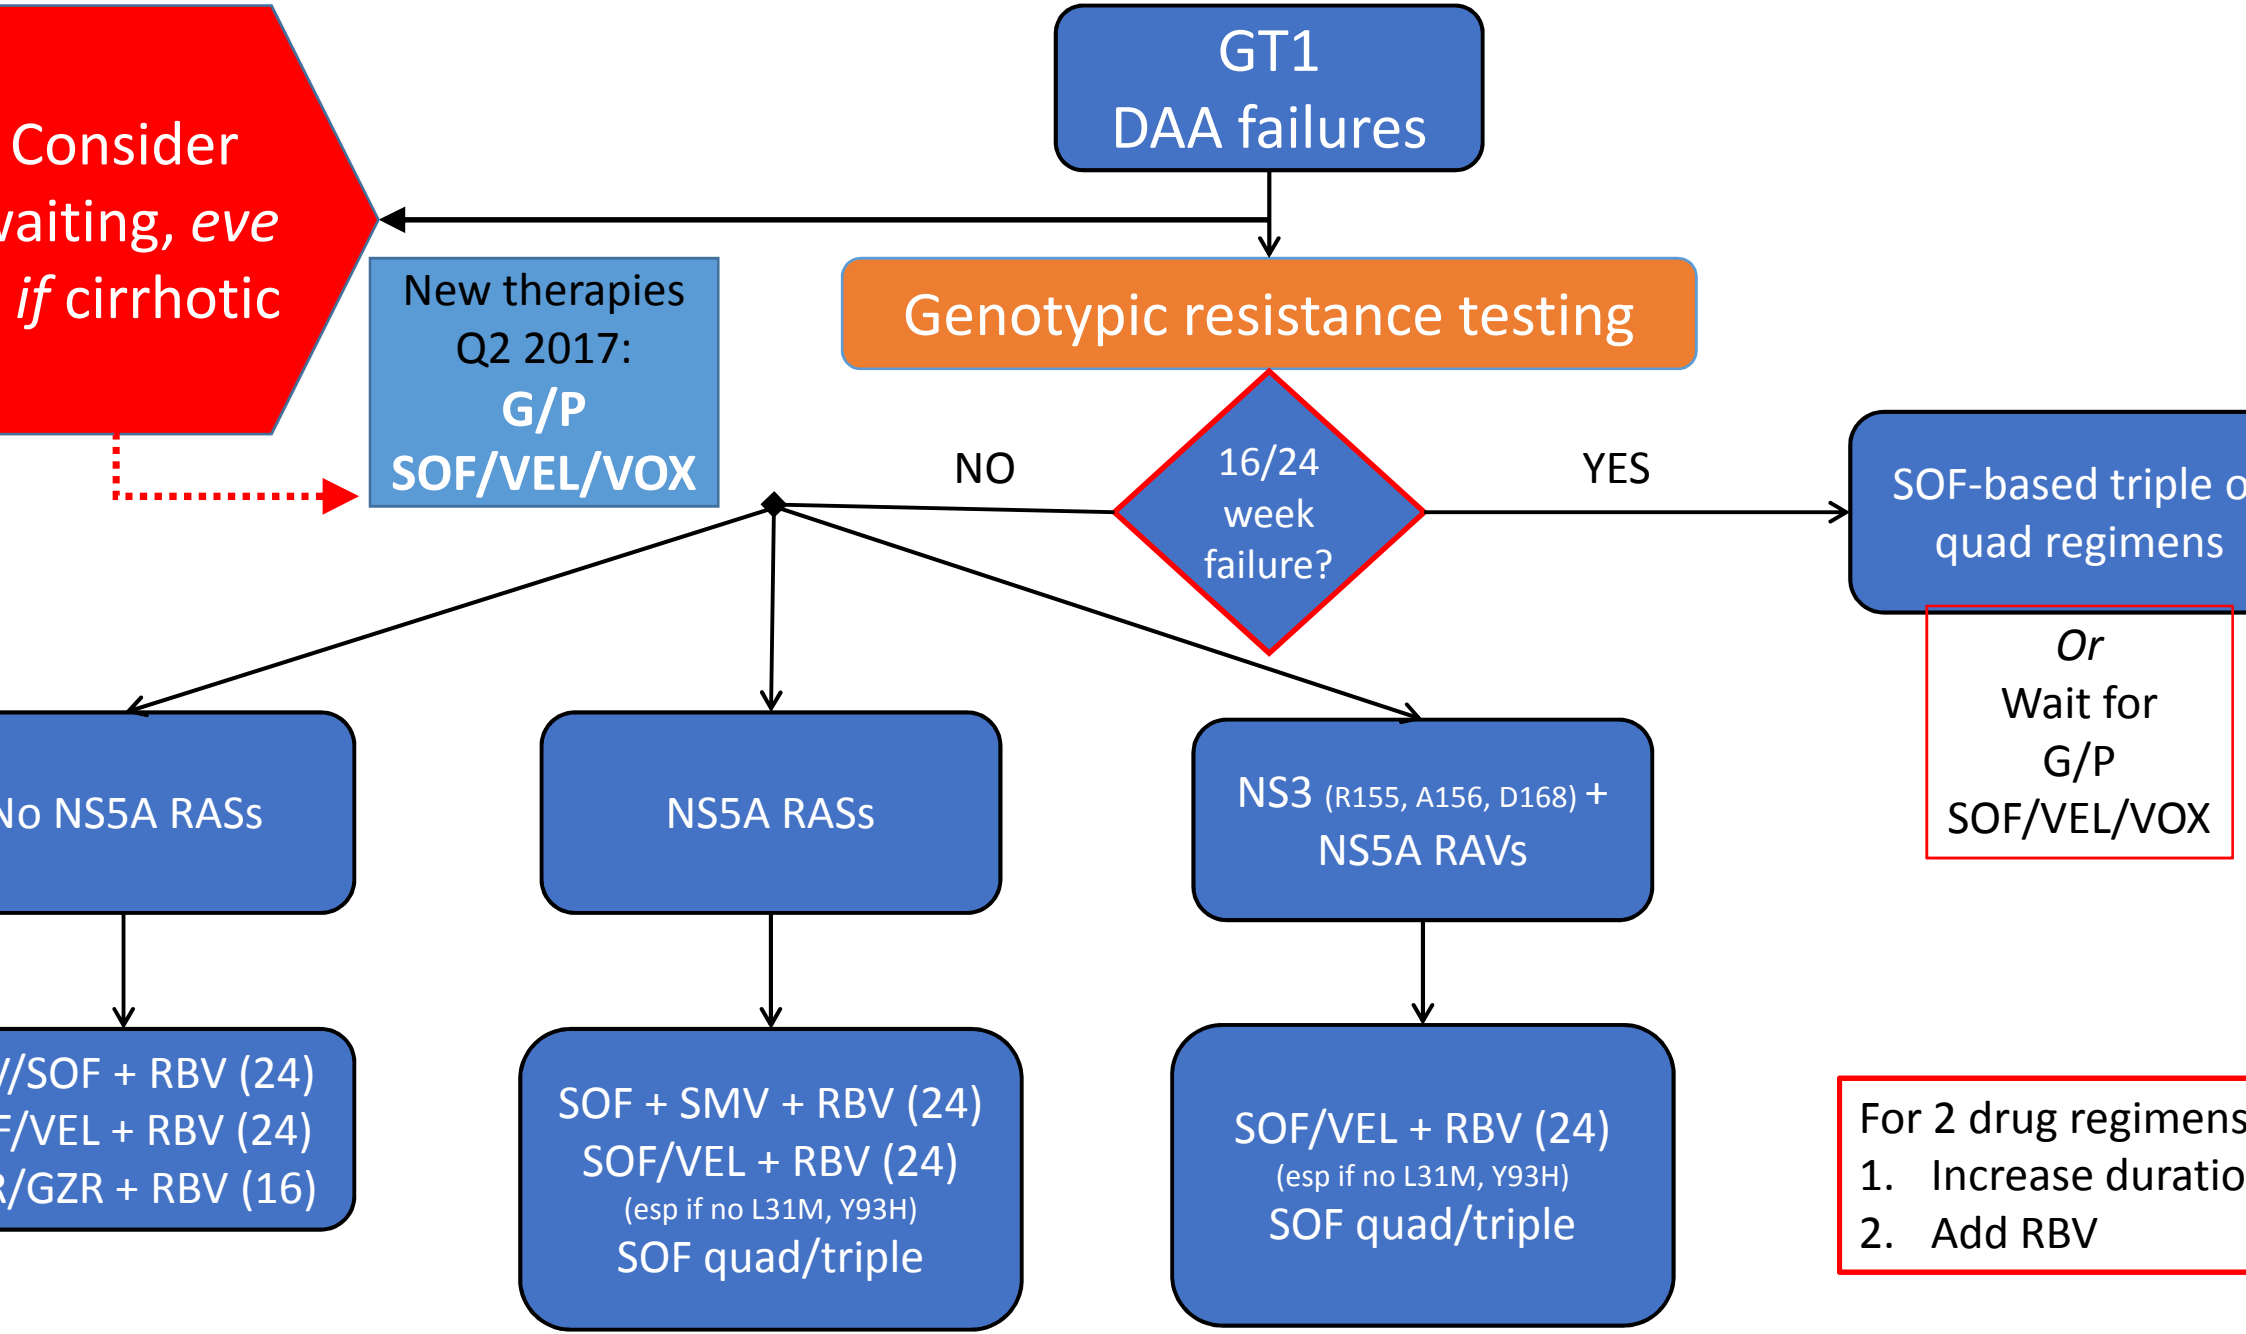 GT1
DAA failures
Consider
waiting, eve
if cirrhotic
New therapies
Q2 2017:
G/P
SOF/VEL/VOX
Genotypic resistance testing
NO
16/24
week
failure?
YES
SOF-based triple o
quad regimens
Or
Wait for
G/P
SOF/VEL/VOX
No NS5A RASs
NS5A RASs
NS3 (R155, A156, D168) +
NS5A RAVs
V/SOF + RBV (24)
F/VEL + RBV (24)
R/GZR + RBV (16)
SOF + SMV + RBV (24)
SOF/VEL + RBV (24)
(esp if no L31M, Y93H)
SOF quad/triple
SOF/VEL + RBV (24)
(esp if no L31M, Y93H)
SOF quad/triple
For 2 drug regimens
1. Increase duratio
2. Add RBV